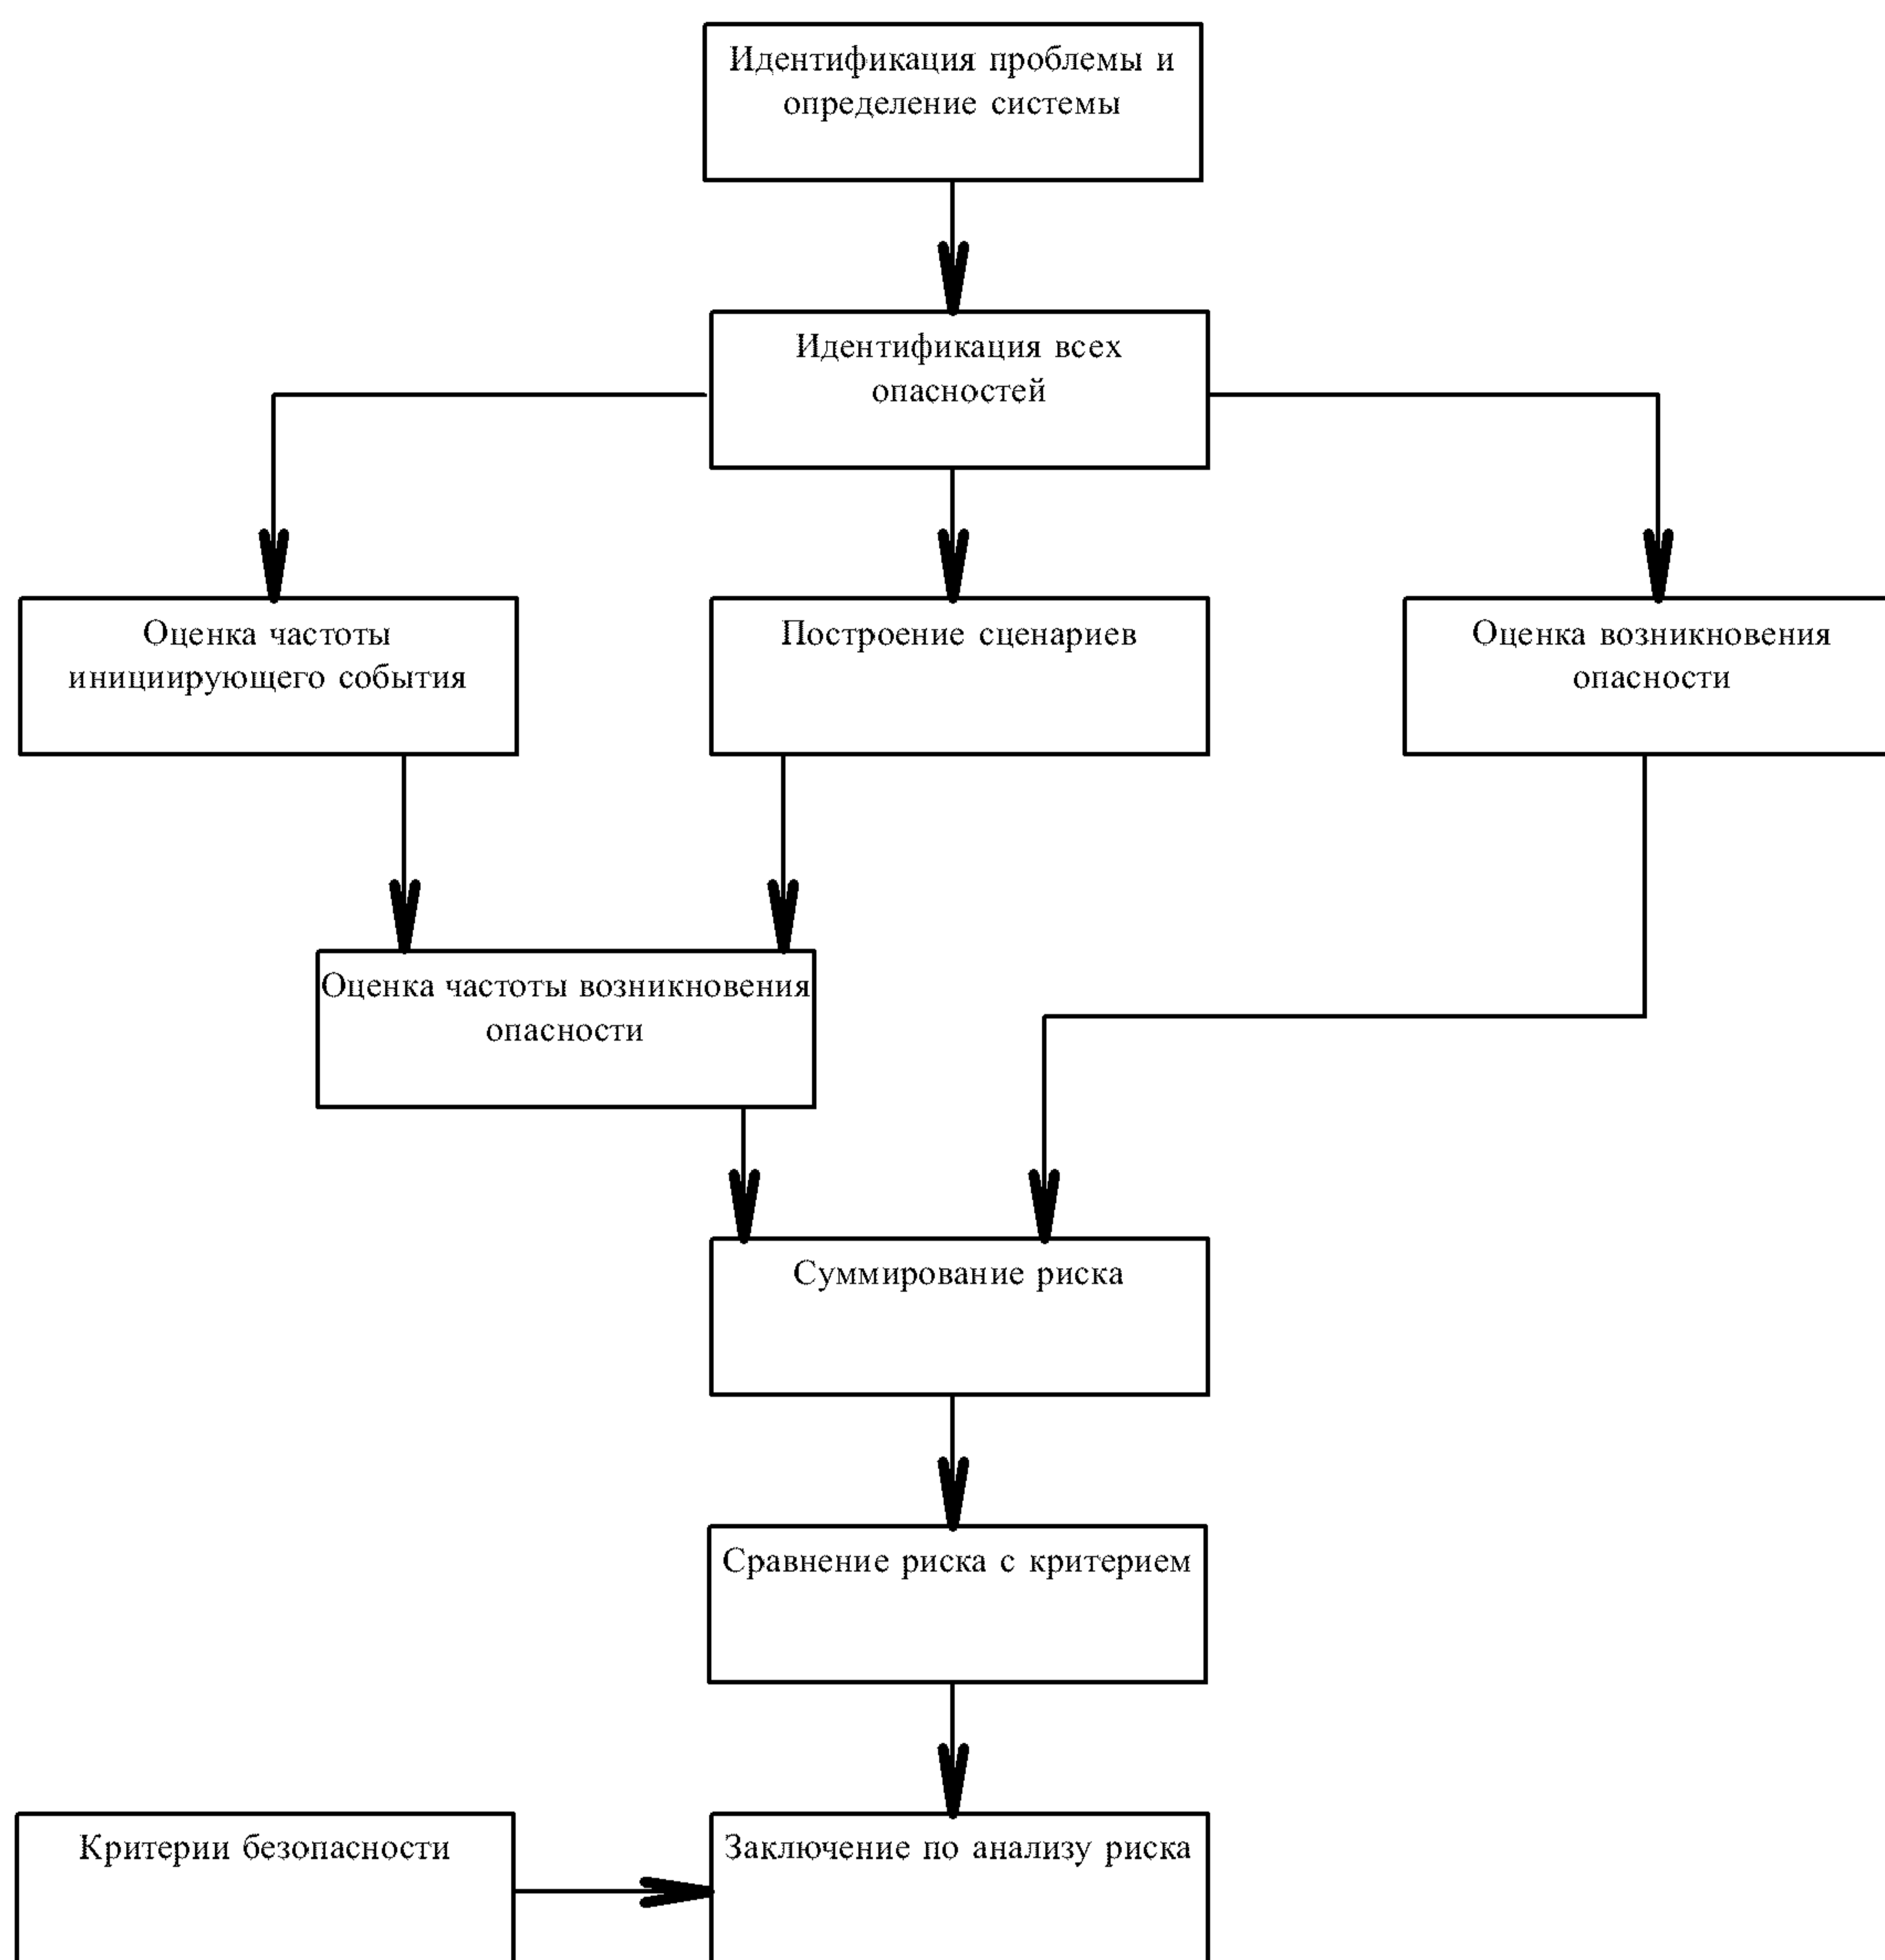 Идентификация проблемы и
определение системы
Идентификация всех
опасностей
Оценка частоты
инициирующего события
Построение сценариев
Оценка возникновения
опасности
Оценка частоты возникновения
опасности
Суммирование риска
Сравнение риска с критерием
Критерии безопасности
Заключение по анализу риска